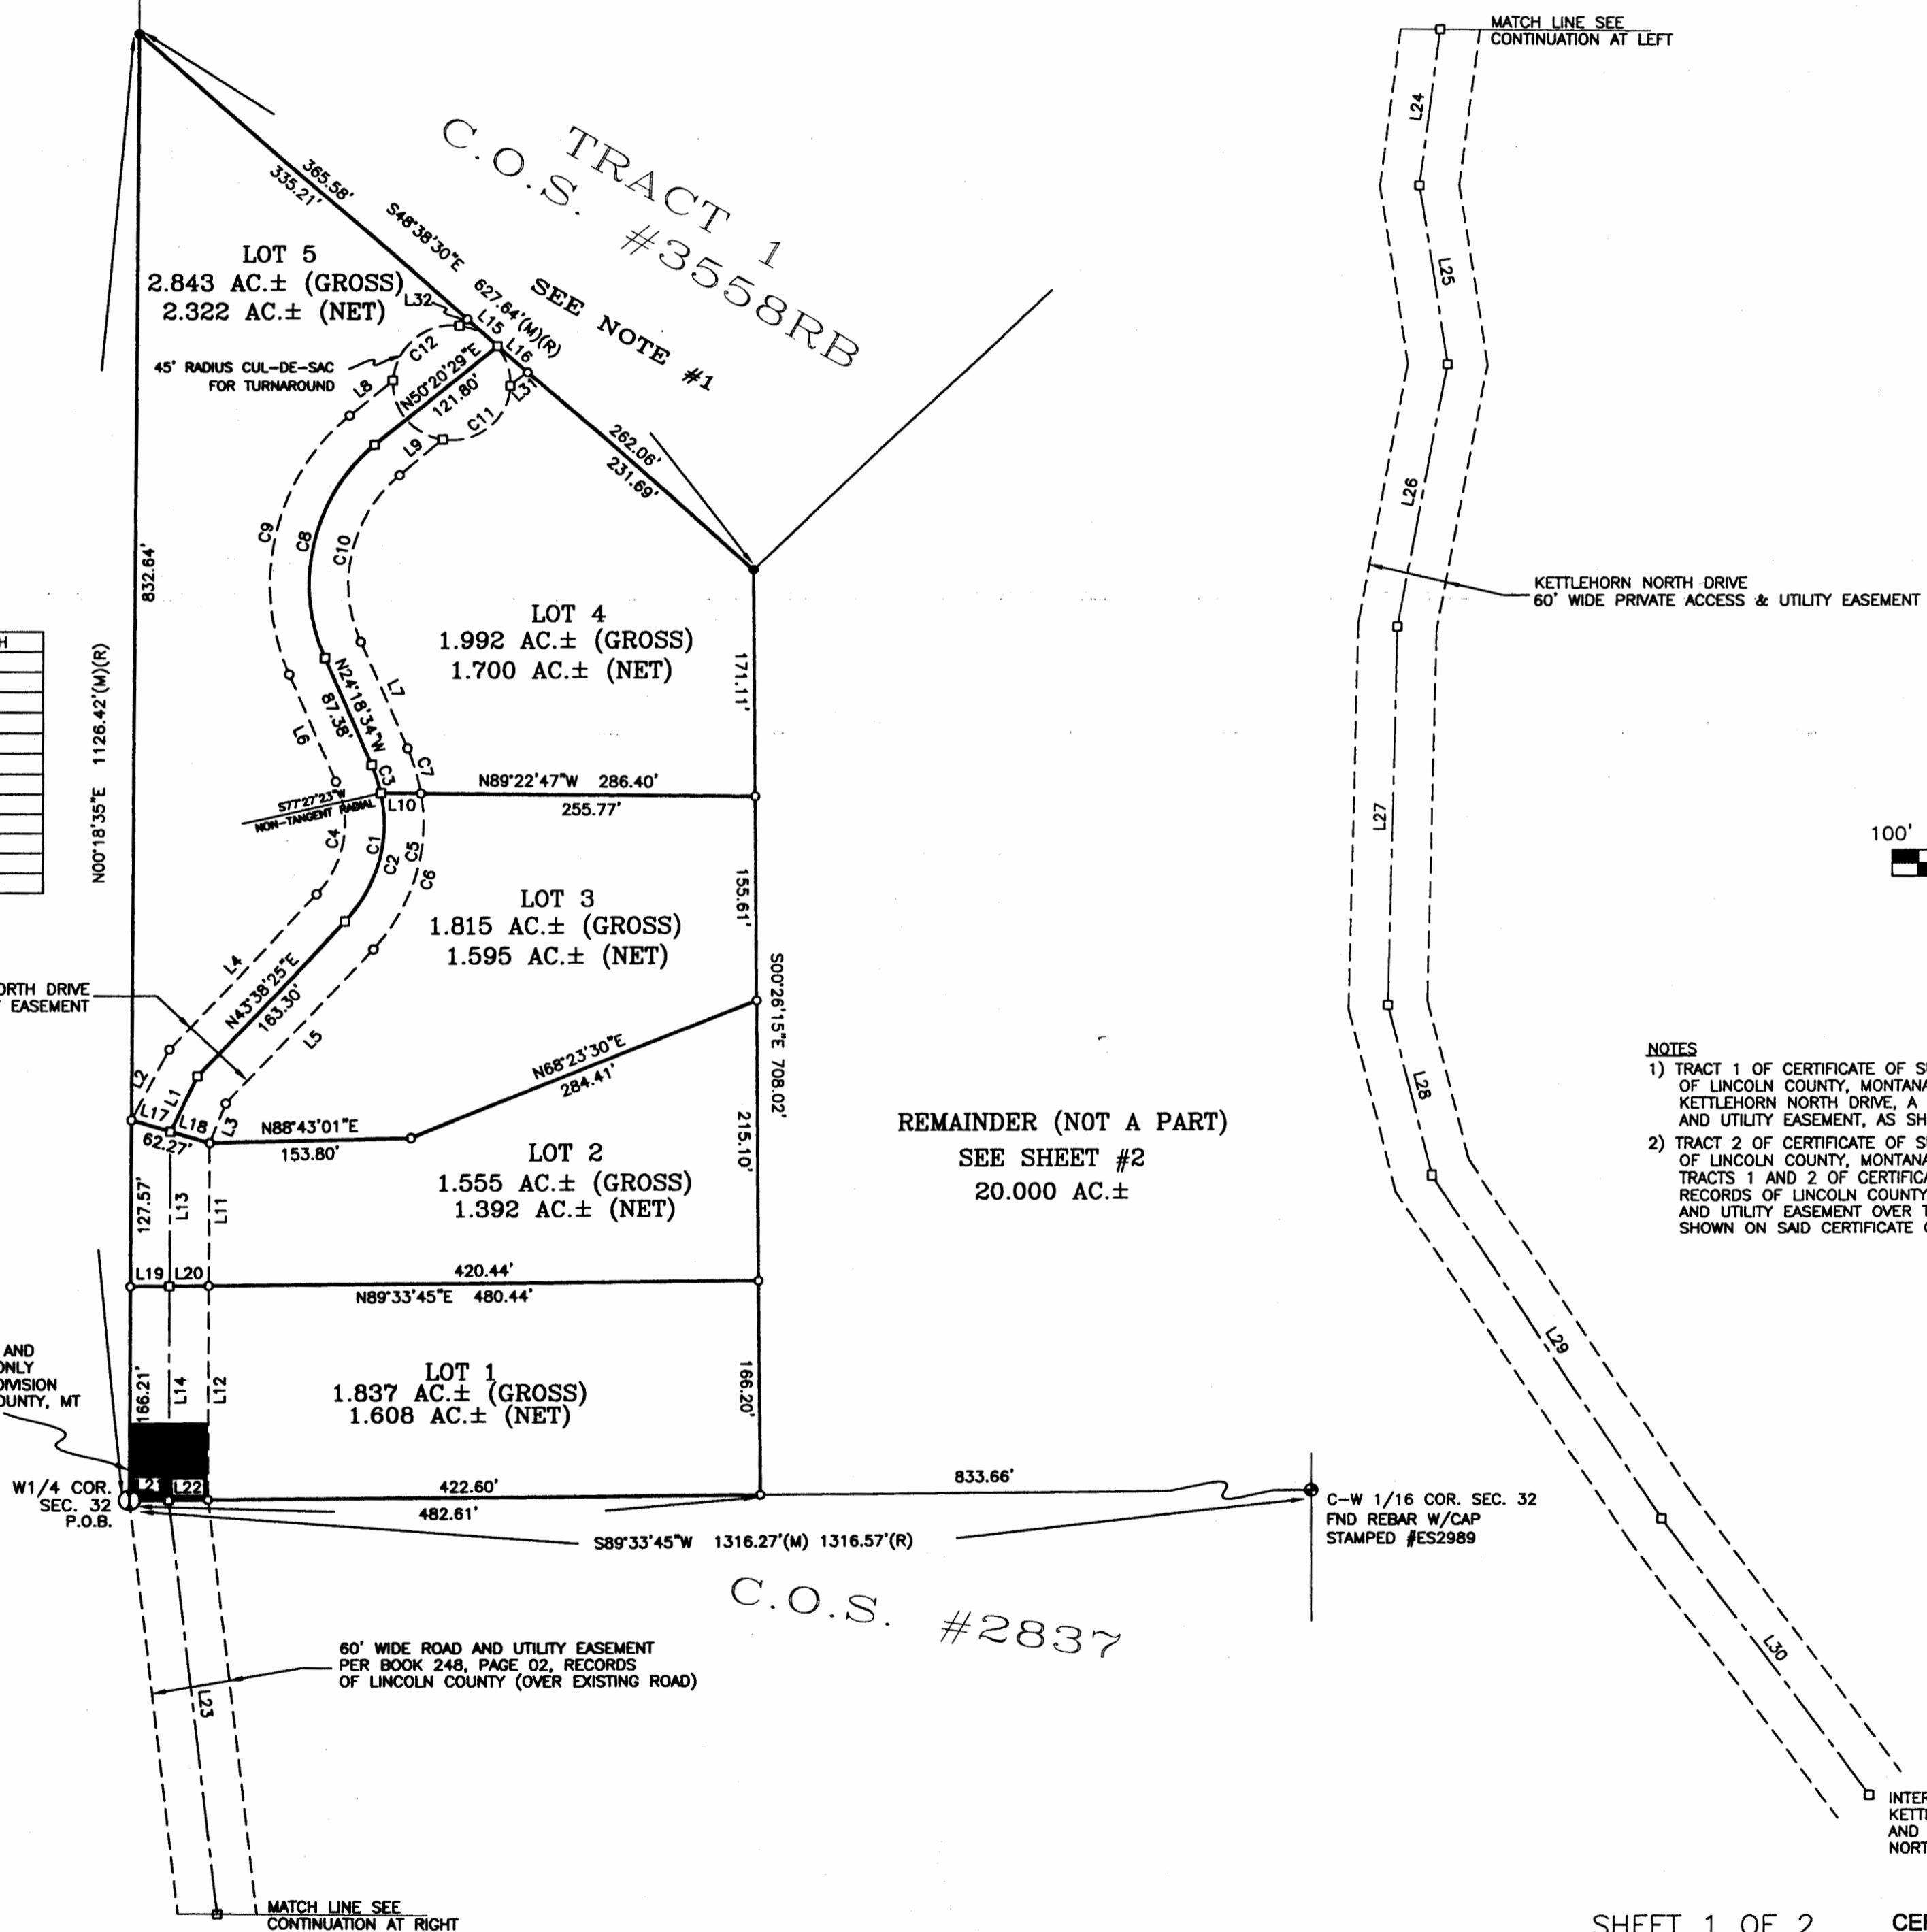 MATCH LINE SEE
CONTINUATION AT LEFT
TRACT 1
C.O.S. #3558RB
SEE NOTE #1
365.58'
335.21'
S48°38'30"E 627.64'(M)(R)
LOT 5
2.843 AC.± (GROSS)
2.322 AC.± (NET)
L32
L15
L16
L31
C12
C11
45' RADIUS CUL-DE-SAC
FOR TURNAROUND
L8
N50°20'29"E
121.80'
L9
262.06'
231.69'
C9
C8
C10
832.64'
N00°18'35"E 1126.42'(M)(R)
H
LOT 4
1.992 AC.± (GROSS)
1.700 AC.± (NET)
171.11'
N24°18'34"W
87.38'
L6
L7
C3
C7
S77°27'23"W
NON-TANGENT RADIAL
L10
N89°22'47"W 286.40'
255.77'
C4
C1
C2
C5
C6
LOT 3
1.815 AC.± (GROSS)
1.595 AC.± (NET)
155.61'
S00°26'15"E 708.02'
L4
N43°38'25"E
163.30'
L5
ORTH DRIVE
EASEMENT
L2
L1
L3
L17
L18
62.27'
N88°43'01"E
153.80'
N68°23'30"E
284.41'
LOT 2
1.555 AC.± (GROSS)
1.392 AC.± (NET)
215.10'
127.57'
L13
L11
L19
L20
420.44'
N89°33'45"E 480.44'
REMAINDER (NOT A PART)
SEE SHEET #2
20.000 AC.±
AND
ONLY
DIVISION
OUNTY, MT
166.21'
L14
L12
LOT 1
1.837 AC.± (GROSS)
1.608 AC.± (NET)
166.20'
L21
L22
W1/4 COR.
SEC. 32
P.O.B.
422.60'
482.61'
833.66'
S89°33'45"W 1316.27'(M) 1316.57'(R)
C-W 1/16 COR. SEC. 32
FND REBAR W/CAP
STAMPED #ES2989
C.O.S. #2837
60' WIDE ROAD AND UTILITY EASEMENT
PER BOOK 248, PAGE 02, RECORDS
OF LINCOLN COUNTY (OVER EXISTING ROAD)
L23
MATCH LINE SEE
CONTINUATION AT RIGHT
L24
L25
L26
KETTLEHORN NORTH DRIVE
60' WIDE PRIVATE ACCESS & UTILITY EASEMENT
L27
100'
L28
NOTES
1) TRACT 1 OF CERTIFICATE OF S
OF LINCOLN COUNTY, MONTANA
KETTLEHORN NORTH DRIVE, A
AND UTILITY EASEMENT, AS SH
2) TRACT 2 OF CERTIFICATE OF S
OF LINCOLN COUNTY, MONTANA
TRACTS 1 AND 2 OF CERTIFICA
RECORDS OF LINCOLN COUNTY
AND UTILITY EASEMENT OVER T
SHOWN ON SAID CERTIFICATE
L29
L30
INTER
KETTL
AND
NORT
SHEET 1 OF 2
CE